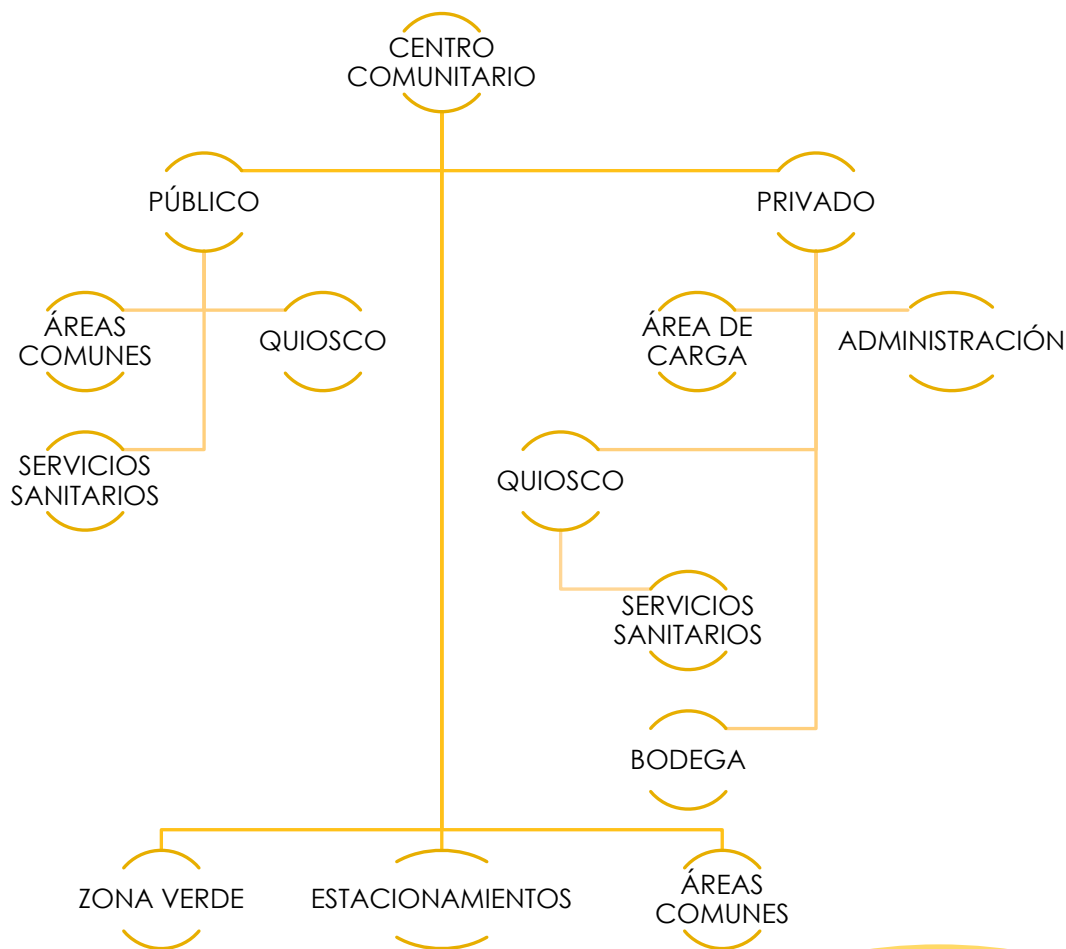 CENTRO
COMUNITARIO
PÚBLICO
PRIVADO
ÁREAS
COMUNES
QUIOSCO
ÁREA DE
CARGA
ADMINISTRACIÓN
SERVICIOS
SANITARIOS
QUIOSCO
SERVICIOS
SANITARIOS
BODEGA
ZONA VERDE
ESTACIONAMIENTOS
ÁREAS
COMUNES